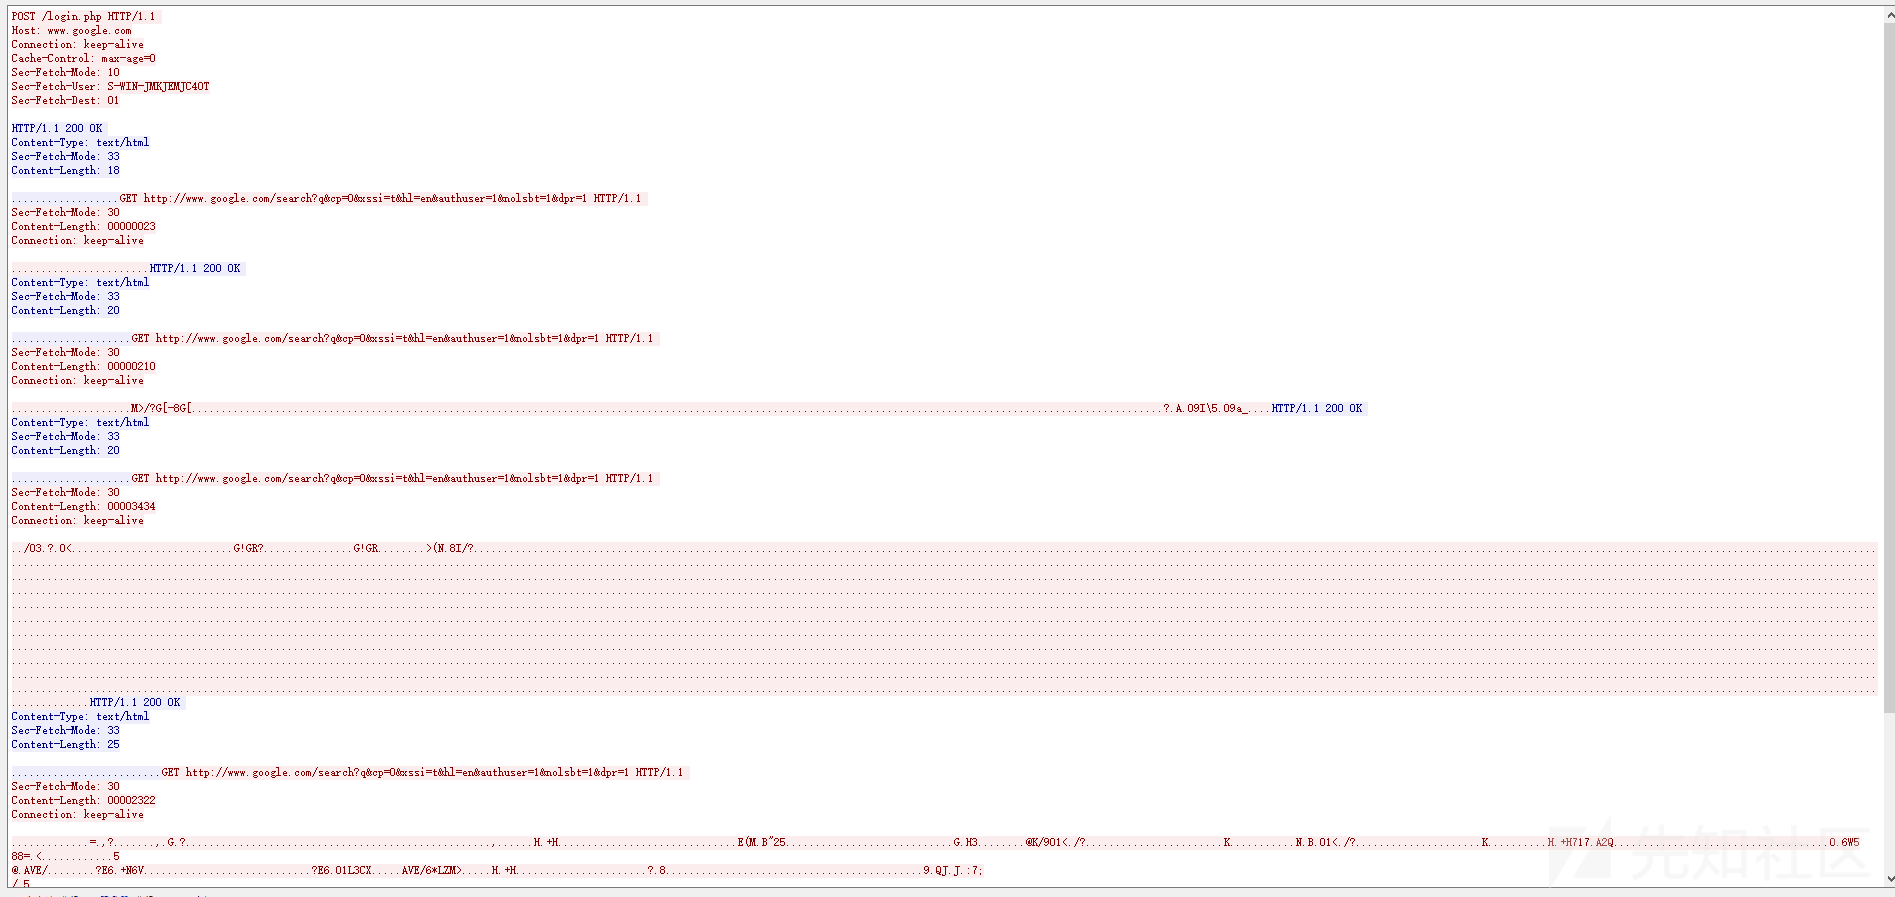 POST /login.php HTTP/1.1
Host: www.google.com
Connection: keep-alive
Cache-Control: max-age=0
Sec-Fetch-Mode: 10
Sec-Fetch-User: S-WIN-JMKJEMJC4OT
Sec-Fetch-Dest: 01
HTTP/1.1 200 OK
Content-Type: text/html
Sec-Fetch-Mode: 33
Content-Length: 18
..................GET http://www.google.com/search?q&cp=0&xssi=t&hl=en&authuser=1&nolsbt=1&dpr=1 HTTP/1.1
Sec-Fetch-Mode: 30
Content-Length: 00000023
Connection: keep-alive
.......................HTTP/1.1 200 OK
Content-Type: text/html
Sec-Fetch-Mode: 33
Content-Length: 20
....................GET http://www.google.com/search?q&cp=0&xssi=t&hl=en&authuser=1&nolsbt=1&dpr=1 HTTP/1.1
Sec-Fetch-Mode: 30
Content-Length: 00000210
Connection: keep-alive
....................M>/?G[-8G[....?.A.09I\5.09a_....HTTP/1.1 200 OK
Content-Type: text/html
Sec-Fetch-Mode: 33
Content-Length: 20
....................GET http://www.google.com/search?q&cp=0&xssi=t&hl=en&authuser=1&nolsbt=1&dpr=1 HTTP/1.1
Sec-Fetch-Mode: 30
Content-Length: 00003434
Connection: keep-alive
../03.?.0<...........................G!GR?...............G!GR........>(N.8I/?....
.............HTTP/1.1 200 OK
Content-Type: text/html
Sec-Fetch-Mode: 33
Content-Length: 25
.........................GET http://www.google.com/search?q&cp=0&xssi=t&hl=en&authuser=1&nolsbt=1&dpr=1 HTTP/1.1
Sec-Fetch-Mode: 30
Content-Length: 00002322
Connection: keep-alive
.............=.,?.......,.G.?....,......H.+H....E(M.B"25....G.H3........@K/901<./?....K...........N.B.01<./?....K..........H.+H717.A2Q....0.6W5
88=.<............5
@.AVE/........?E6.+N6V....?E6.01L3CX.....AVE/6*LZM>.....H.+H....?.8....9.QJ.J.:7;
/.5
先知社区